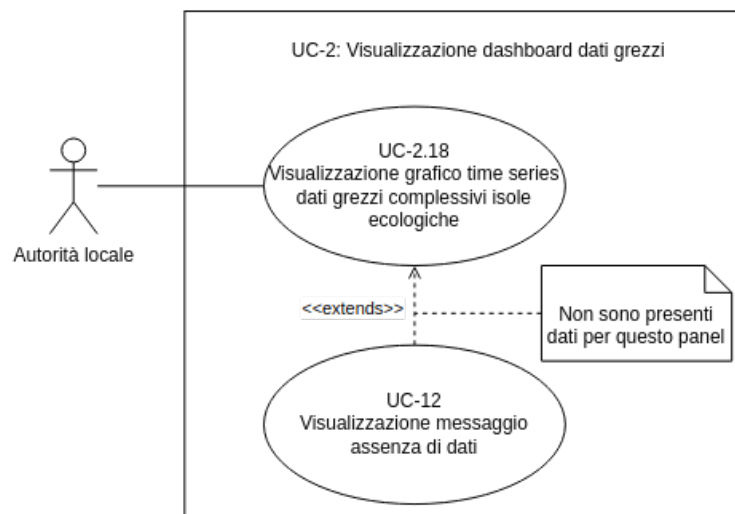 UC-2: Visualizzazione dashboard dati grezzi
UC-2.18
Visualizzazione grafico time series
dati grezzi complessivi isole
ecologiche
Autorità locale
<<extends>>
Non sono presenti
dati per questo panel
UC-12
Visualizzazione messaggio
assenza di dati